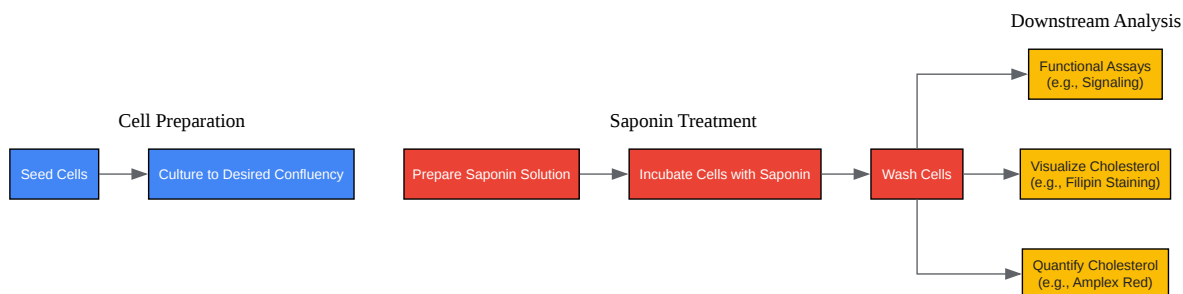 Downstream Analysis
Functional Assays
(e.g., Signaling)
Cell Preparation
Saponin Treatment
Seed Cells
Culture to Desired Confluency
Prepare Saponin Solution
Incubate Cells with Saponin
Wash Cells
Visualize Cholesterol
(e.g., Filipin Staining)
Quantify Cholesterol
(e.g., Amplex Red)